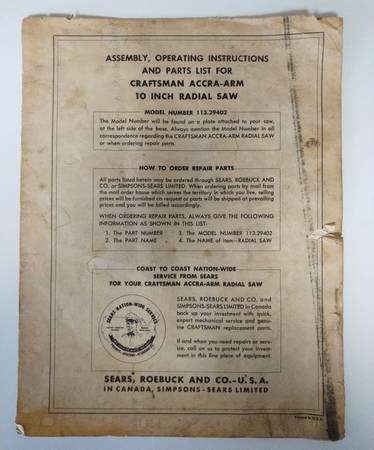 ASSEMBLY, OPERATING INSTRUCTIONS
AND PARTS LIST FOR
CRAFTSMAN ACCRA-ARM
10 INCH RADIAL SAW
MODEL NUMBER 113.29402
The Model Number will be found on a plate attached to your saw,
at the left side of the base. Always mention the Model Number in all
correspondence regarding the CRAFTSMAN ACCRA-ARM RADIAL SAW
or when ordering repair parts.
HOW TO ORDER REPAIR PARTS
All parts listed herein may be ordered through SEARS, ROEBUCK AND
CO. or SIMPSONS-SEARS LIMITED. When ordering parts by mail from
the mail order house which serves the territory in which you live, selling
prices will be furnished on request or parts will be shipped at prevailing
prices and you will be billed accordingly.
WHEN ORDERING REPAIR PARTS, ALWAYS GIVE THE FOLLOWING
INFORMATION AS SHOWN IN THIS LIST:
1. The PART NUMBER 3. The MODEL NUMBER 113.29402
2. The PART NAME 4. The NAME of item—RADIAL SAW
COAST TO COAST NATION-WIDE
SERVICE FROM SEARS
FOR YOUR CRAFTSMAN ACCRA-ARM RADIAL SAW
SEARS NATION-WIDE SERVICE
SEARS, ROEBUCK AND CO. and
SIMPSONS-SEARS LIMITED in Canada
back up your investment with quick,
expert mechanical service and genu-
ine CRAFTSMAN replacement parts.
If and when you need repairs or serv-
ice, call on us to protect your invest-
ment in this fine piece of equipment.
SEARS, ROEBUCK AND CO.-U.S.A.
IN CANADA, SIMPSONS-SEARS LIMITED